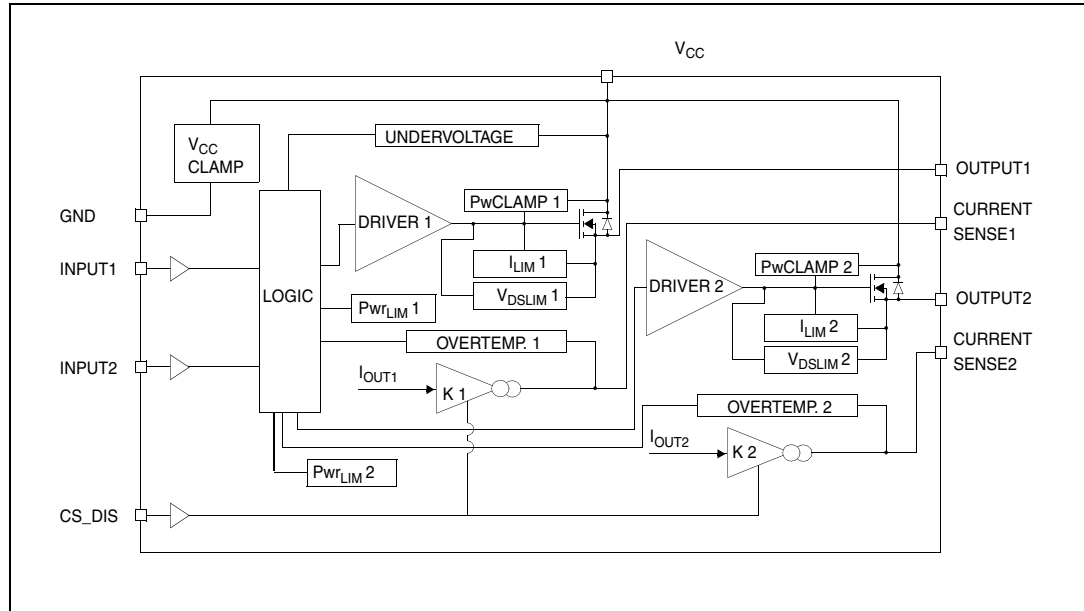 VCC
VCC
CLAMP
UNDERVOLTAGE
OUTPUT1
GND
DRIVER 1
PwCLAMP 1
CURRENT
SENSE1
INPUT1
LOGIC
ILIM 1
DRIVER 2
PwCLAMP 2
VDSLIM 1
OUTPUT2
PwrLIM 1
ILIM 2
INPUT2
OVERTEMP. 1
VDSLIM 2
CURRENT
SENSE2
IOUT1
K 1
OVERTEMP. 2
IOUT2
K 2
PwrLIM 2
CS_DIS